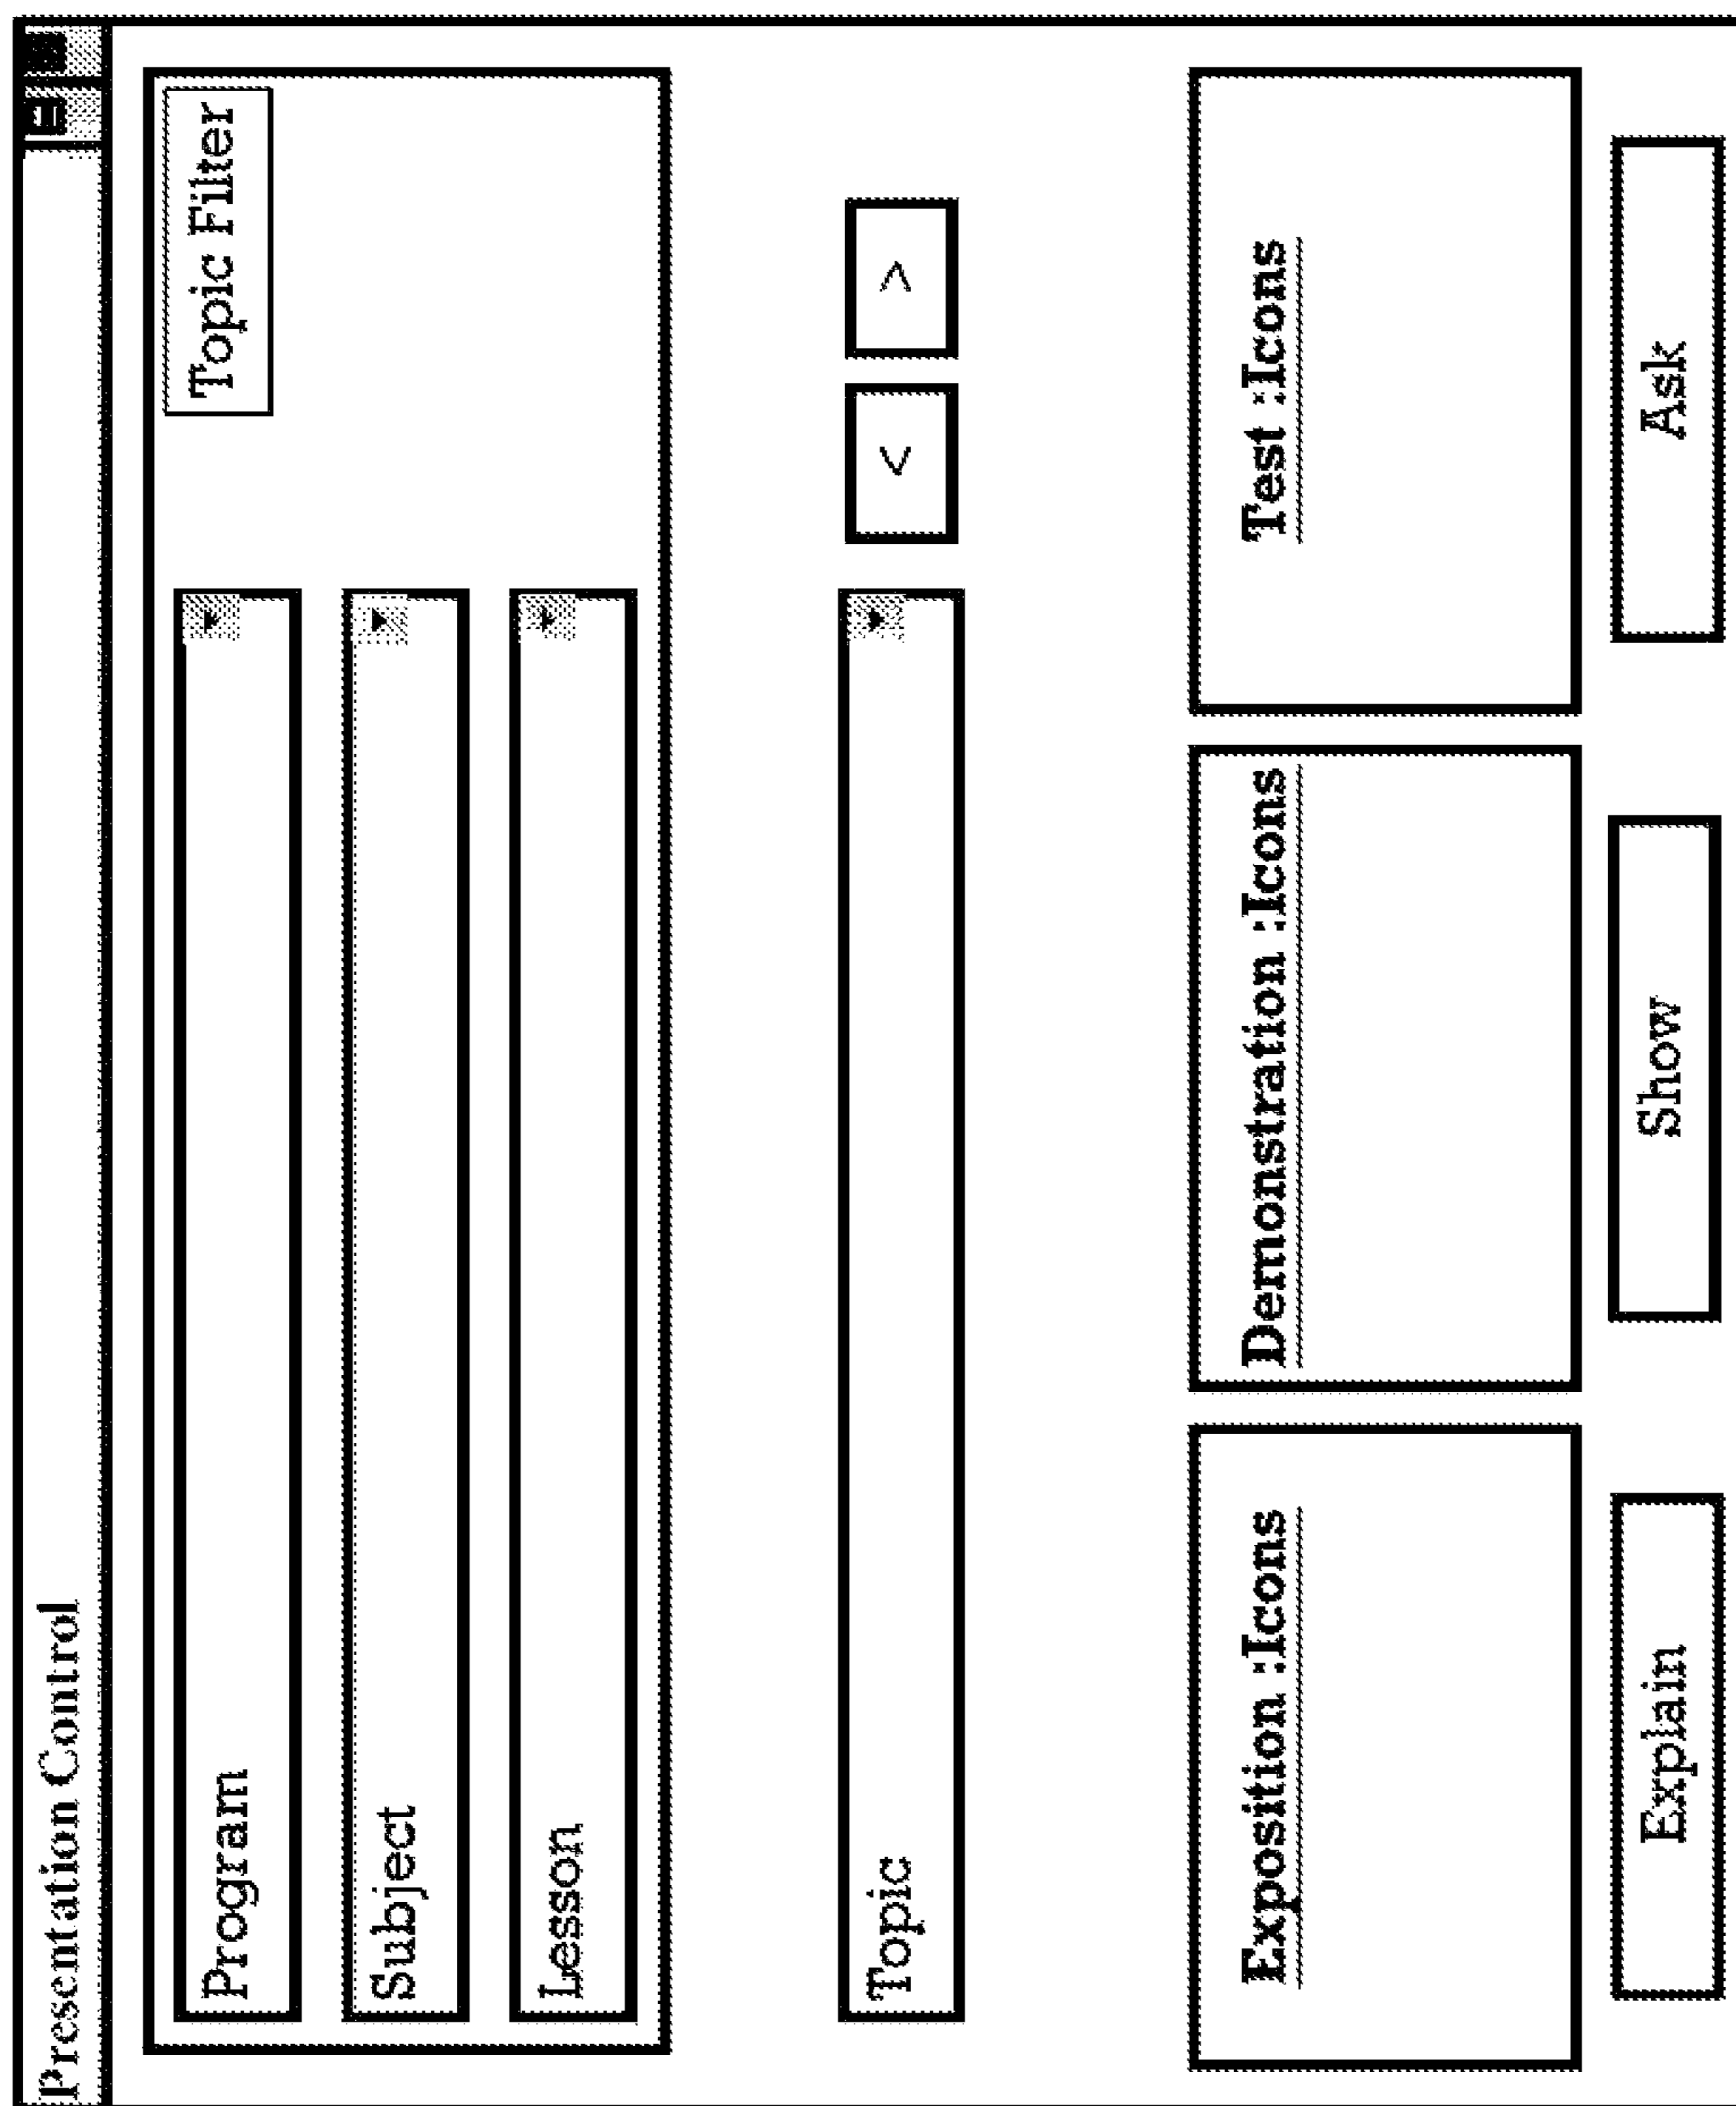 Presentation Control
Topic Filter
Program
Subject
Lesson
Topic
<
>
Exposition :Icons
Demonstration :Icons
Test :Icons
Explain
Show
Ask